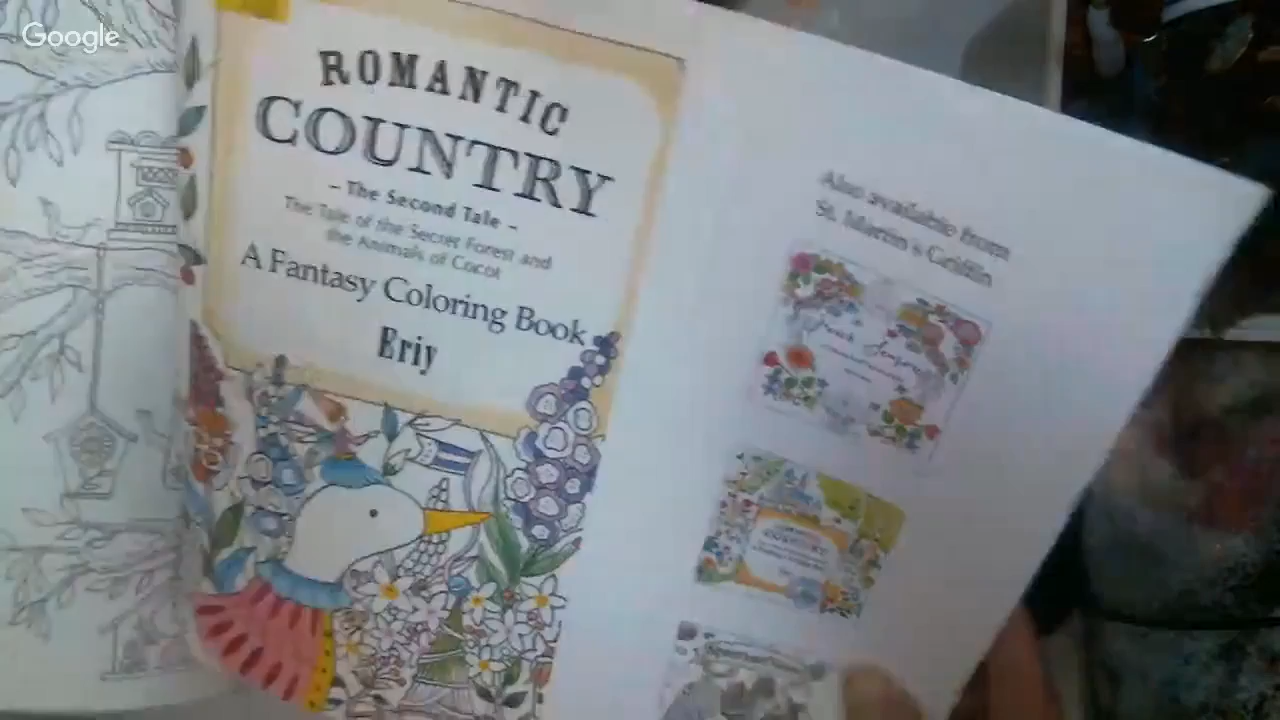 Google
ROMANTIC
COUNTRY
- The Second Tale -
The Tale of the Secret Forest and
the Animals of Cocot
A Fantasy Coloring Book
Eriy
Also available from
St. Martin's Griffin
COUNTRY